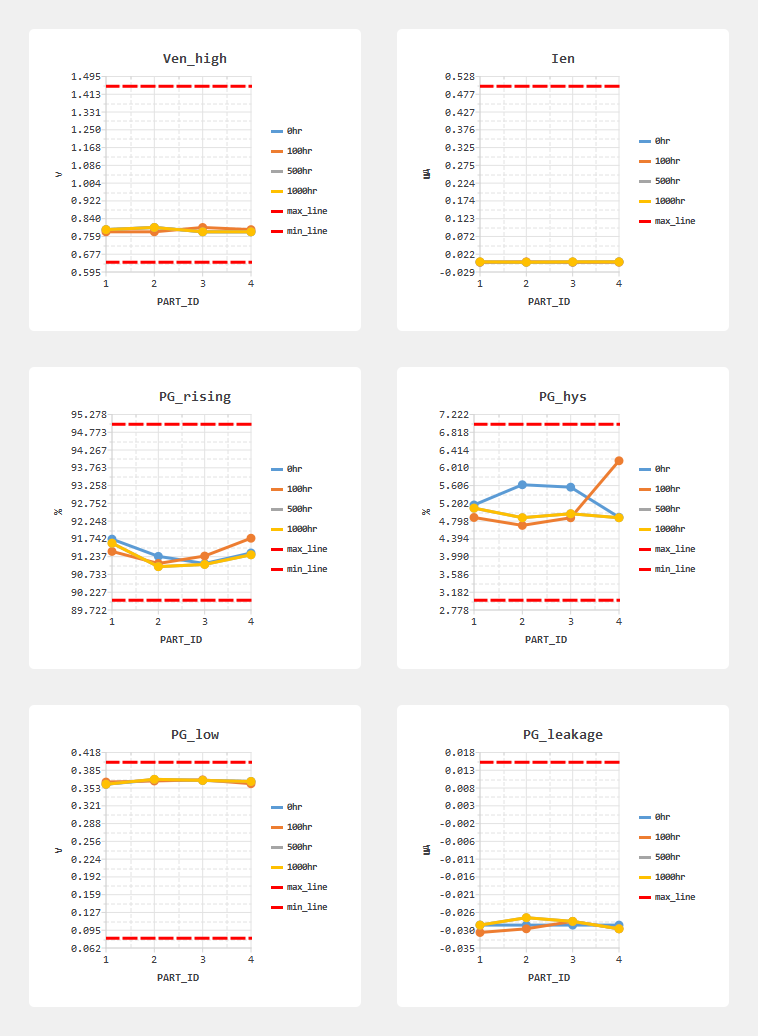 Ven_high
1.495
1.413
1.331
1.250
1.168
1.086
1.004
0.922
0.840
0.759
0.677
0.595
V
1 2 3 4
PART_ID
0hr
100hr
500hr
1000hr
max_line
min_line
Ien
0.528
0.477
0.427
0.376
0.325
0.275
0.224
0.174
0.123
0.072
0.022
-0.029
uA
1 2 3 4
PART_ID
0hr
100hr
500hr
1000hr
max_line
PG_rising
95.278
94.773
94.267
93.763
93.258
92.752
92.248
91.742
91.237
90.733
90.227
89.722
%
1 2 3 4
PART_ID
0hr
100hr
500hr
1000hr
max_line
min_line
PG_hys
7.222
6.818
6.414
6.010
5.606
5.202
4.798
4.394
3.990
3.586
3.182
2.778
%
1 2 3 4
PART_ID
0hr
100hr
500hr
1000hr
max_line
min_line
PG_low
0.418
0.385
0.353
0.321
0.288
0.256
0.224
0.192
0.159
0.127
0.095
0.062
V
1 2 3 4
PART_ID
0hr
100hr
500hr
1000hr
max_line
min_line
PG_leakage
0.018
0.013
0.008
0.003
-0.002
-0.006
-0.011
-0.016
-0.021
-0.026
-0.030
-0.035
uA
1 2 3 4
PART_ID
0hr
100hr
500hr
1000hr
max_line